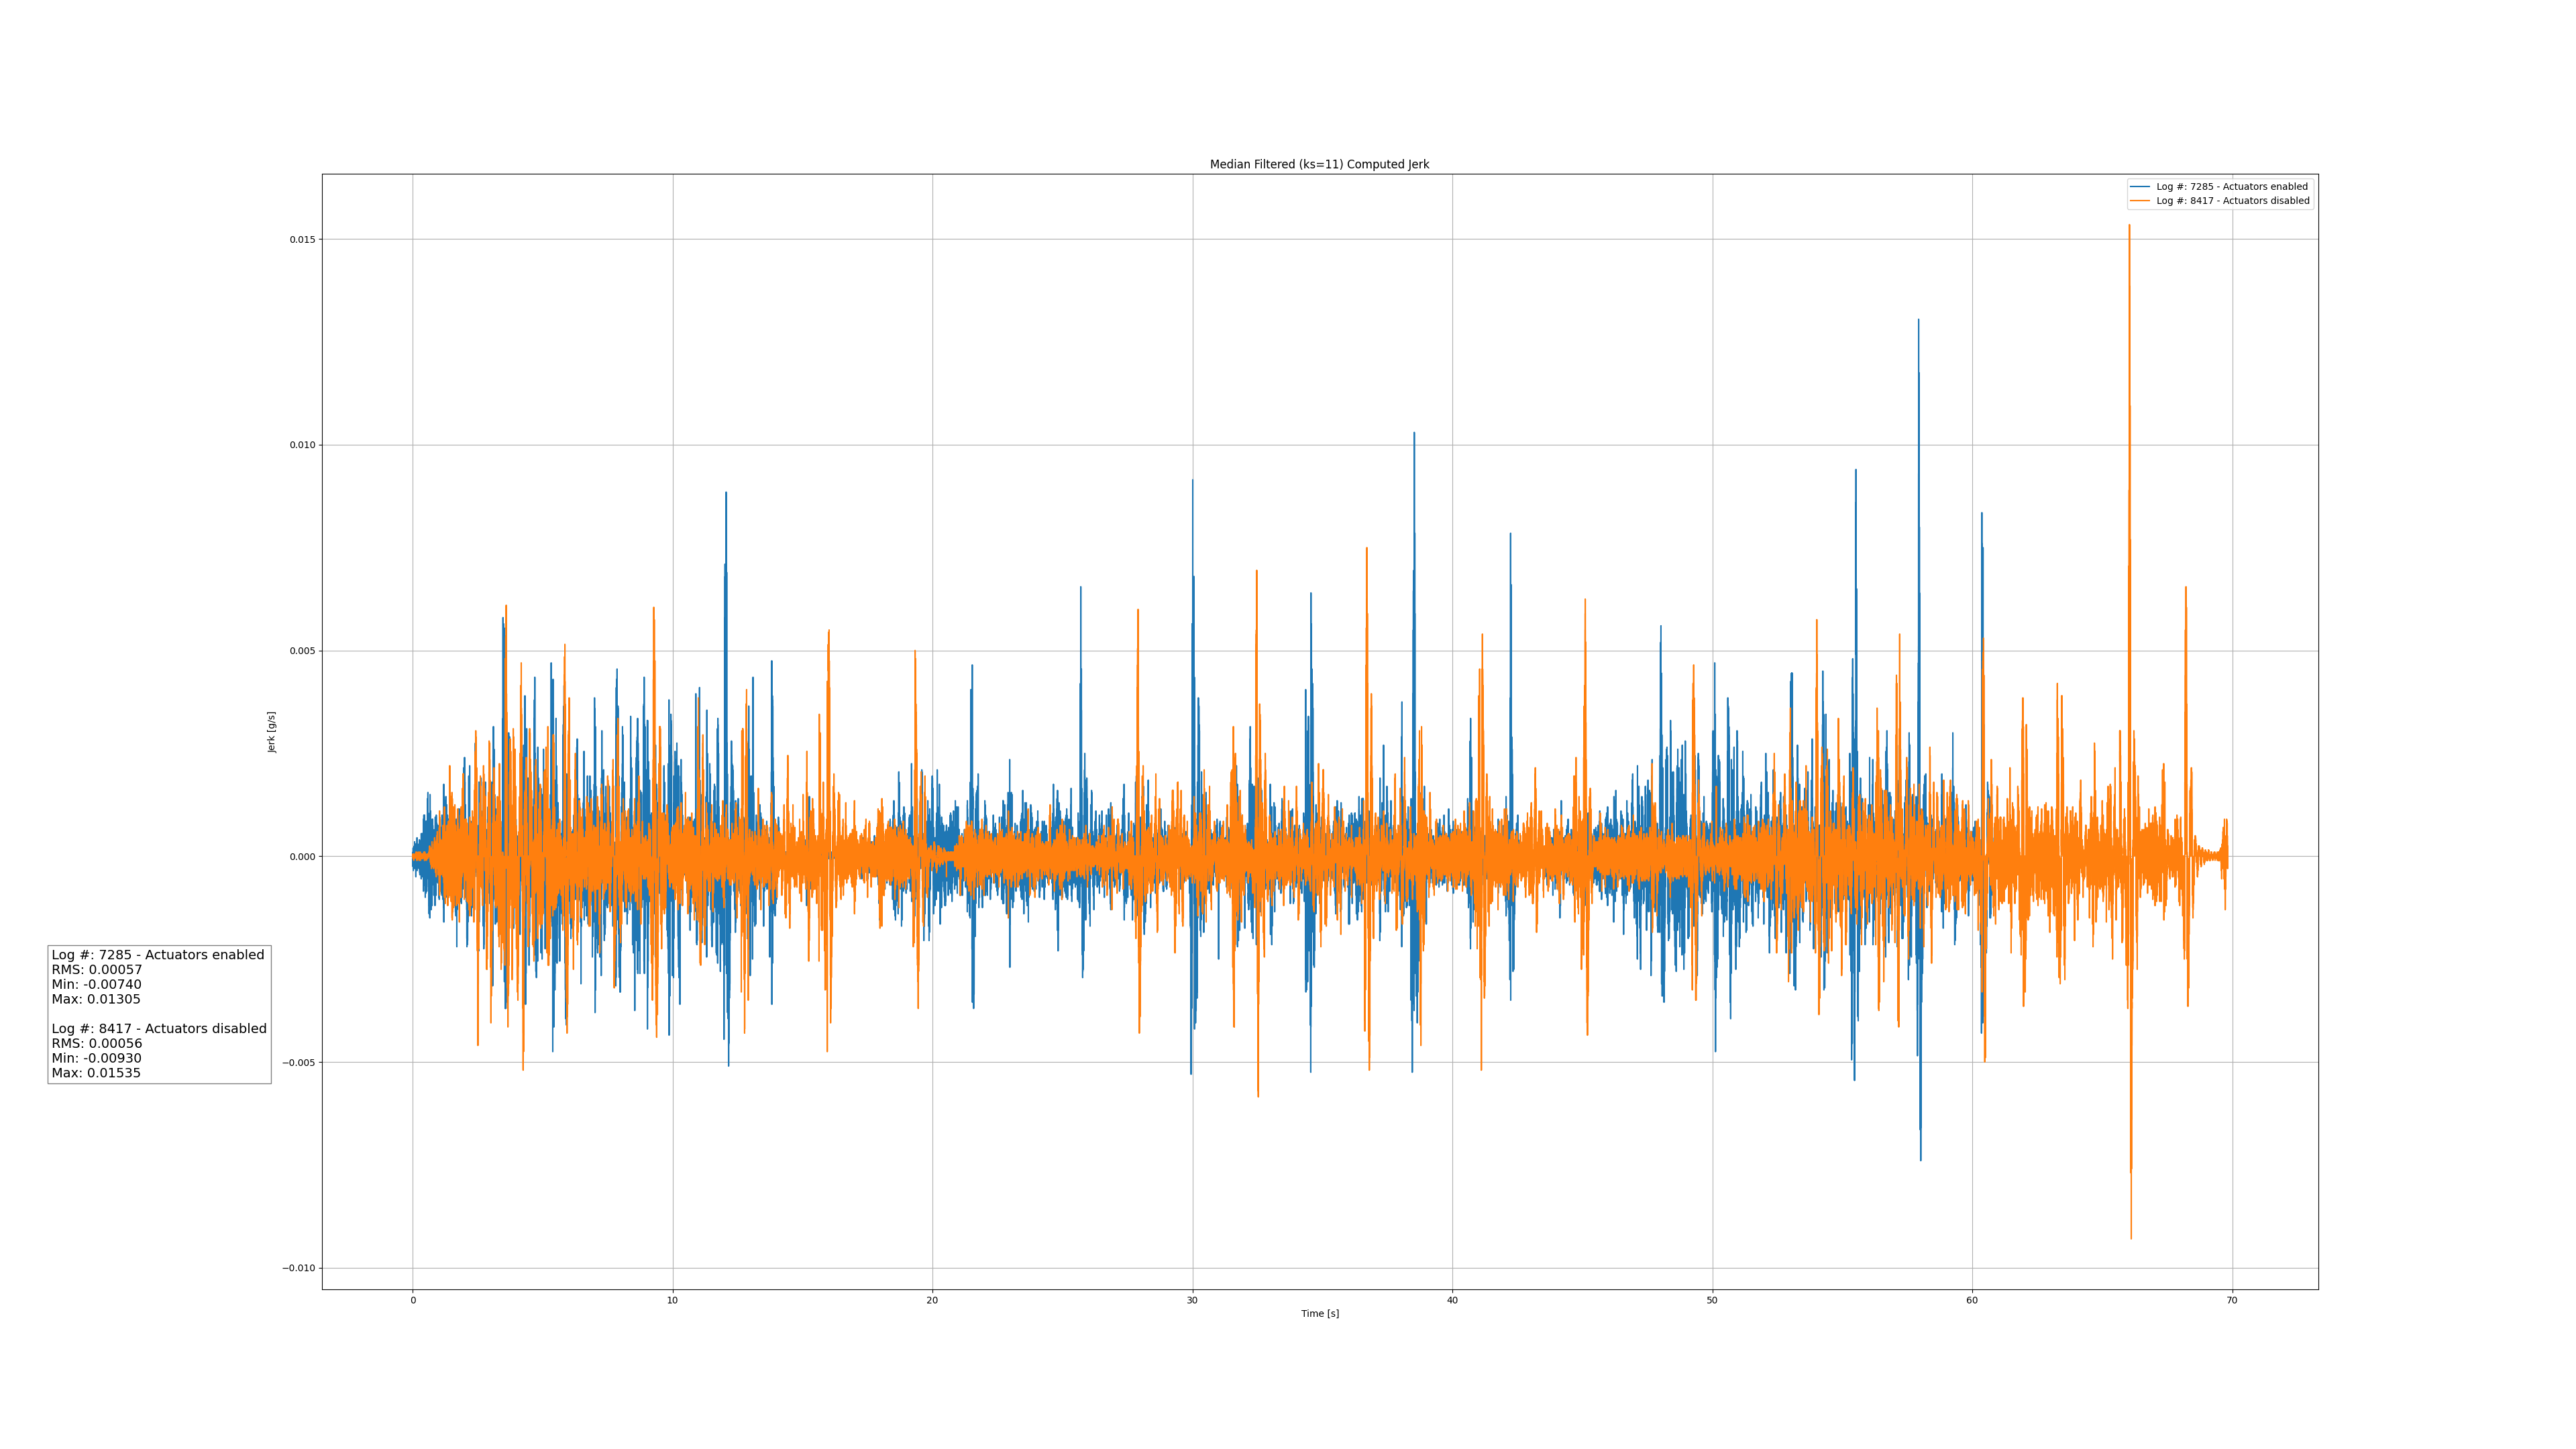 Median Filtered (ks=11) Computed Jerk
Log #: 7285 - Actuators enabled
Log #: 8417 - Actuators disabled
0.015
0.010
0.005
0.000
−0.005
−0.010
Jerk [g/s]
Log #: 7285 - Actuators enabled
RMS: 0.00057
Min: -0.00740
Max: 0.01305
Log #: 8417 - Actuators disabled
RMS: 0.00056
Min: -0.00930
Max: 0.01535
0 10 20 30 40 50 60 70
Time [s]